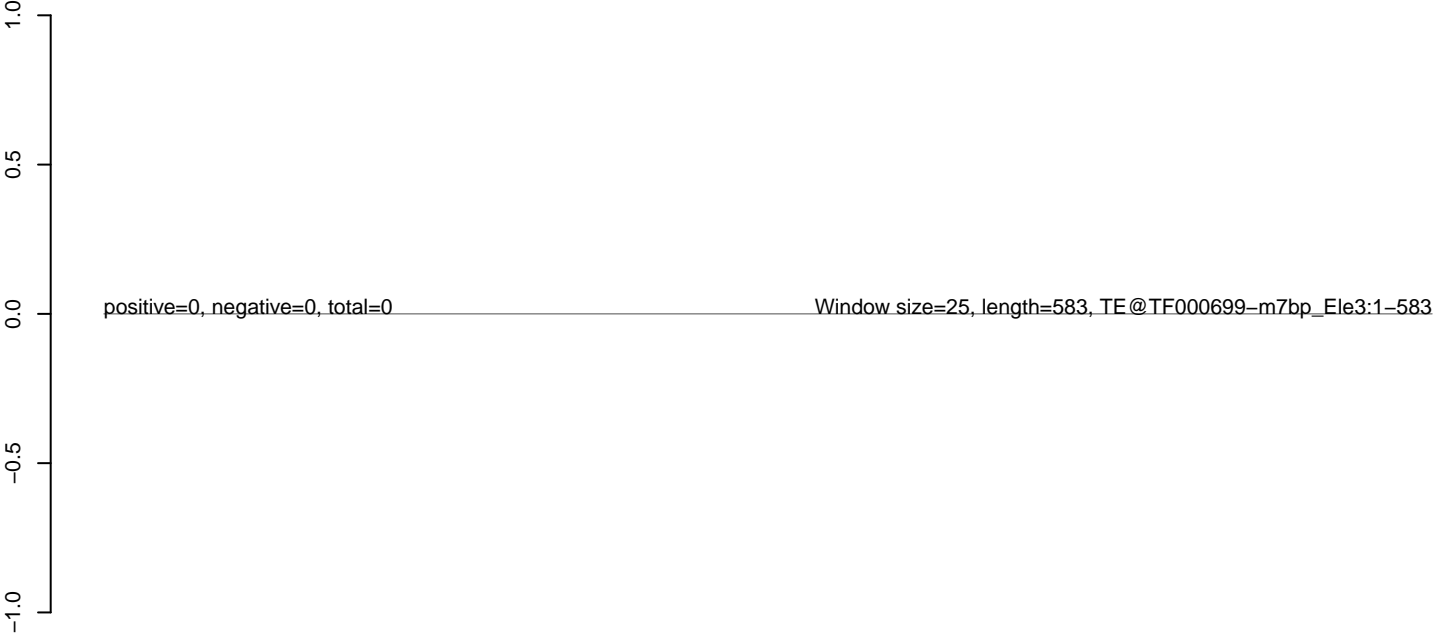 1.0
0.5
0.0
positive=0, negative=0, total=0
Window size=25, length=583, TE@TF000699−m7bp_Ele3:1−583
−0.5
−1.0